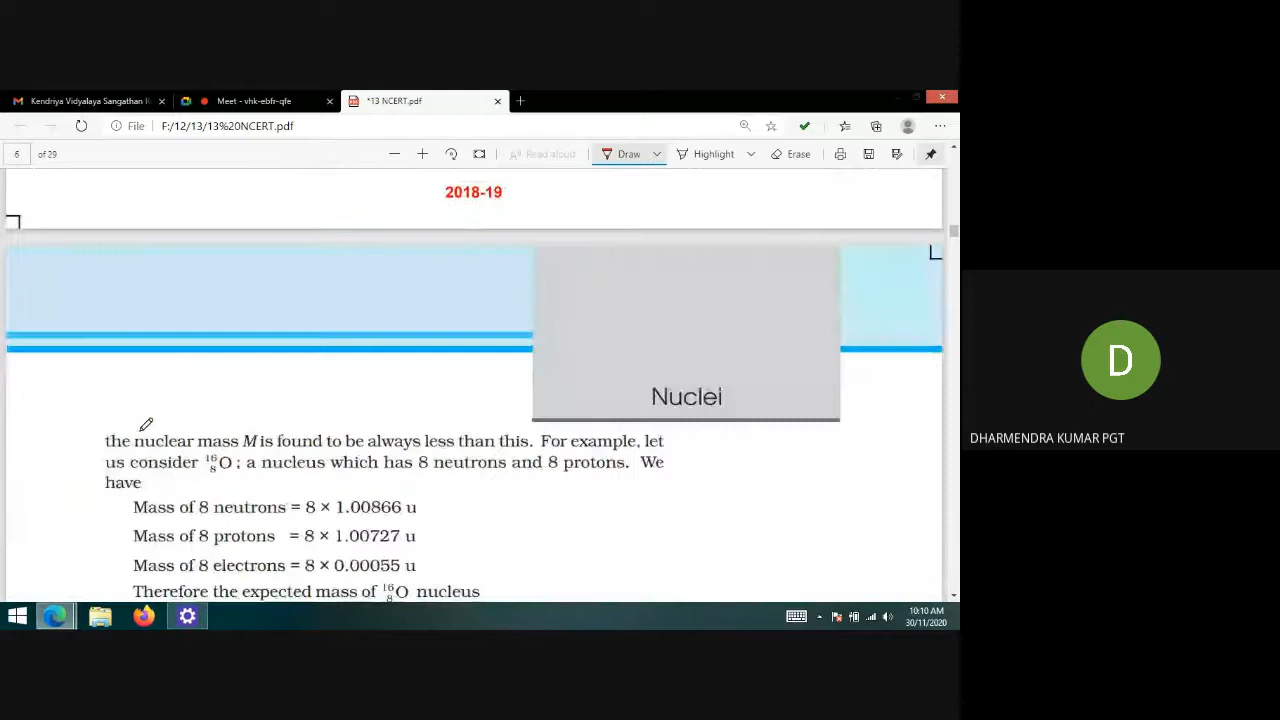 Kendriya Vidyalaya Sangathan
Meet - vhk-ebfr-qfe
*13 NCERT.pdf
File
F:/12/13/13%20NCERT.pdf
6
of 29
Read aloud
Draw
Highlight
Erase
2018-19
Nuclei
the nuclear mass M is found to be always less than this. For example, let
us consider ¹⁶₈O; a nucleus which has 8 neutrons and 8 protons. We
have
Mass of 8 neutrons = 8 × 1.00866 u
Mass of 8 protons = 8 × 1.00727 u
Mass of 8 electrons = 8 × 0.00055 u
Therefore the expected mass of ¹⁶₈O nucleus
10:10 AM
30/11/2020
D
DHARMENDRA KUMAR PGT